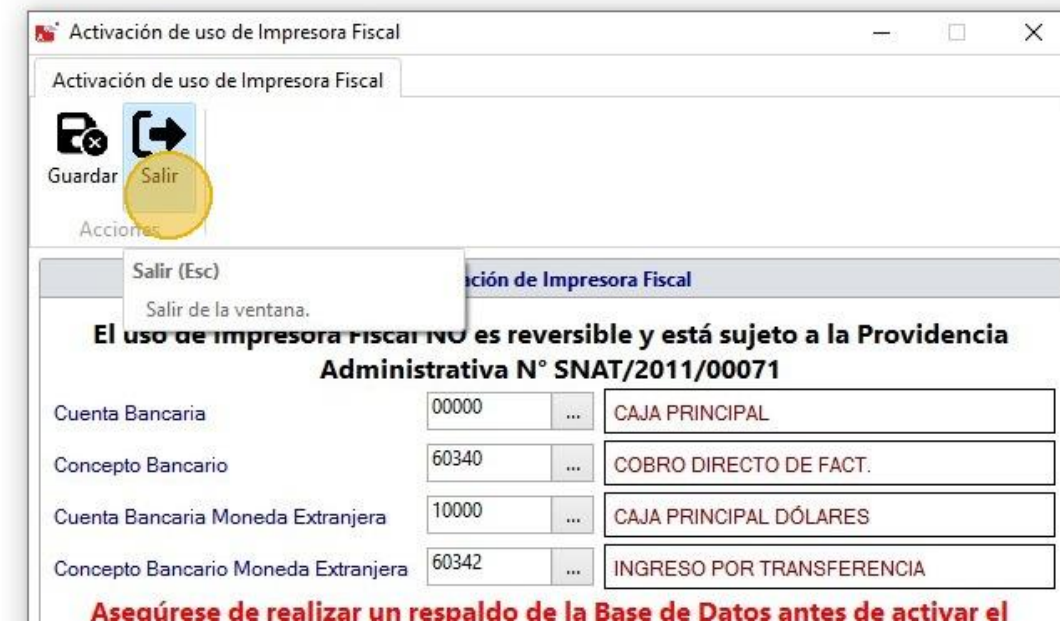 Activación de uso de Impresora Fiscal
Activación de uso de Impresora Fiscal
Guardar Salir
Acciones
Salir (Esc)
Salir de la ventana.
ación de Impresora Fiscal
El uso de Impresora Fiscal NO es reversible y está sujeto a la Providencia
Administrativa N° SNAT/2011/00071
Cuenta Bancaria 00000 ... CAJA PRINCIPAL
Concepto Bancario 60340 ... COBRO DIRECTO DE FACT.
Cuenta Bancaria Moneda Extranjera 10000 ... CAJA PRINCIPAL DÓLARES
Concepto Bancario Moneda Extranjera 60342 ... INGRESO POR TRANSFERENCIA
Asegúrese de realizar un respaldo de la Base de Datos antes de activar el